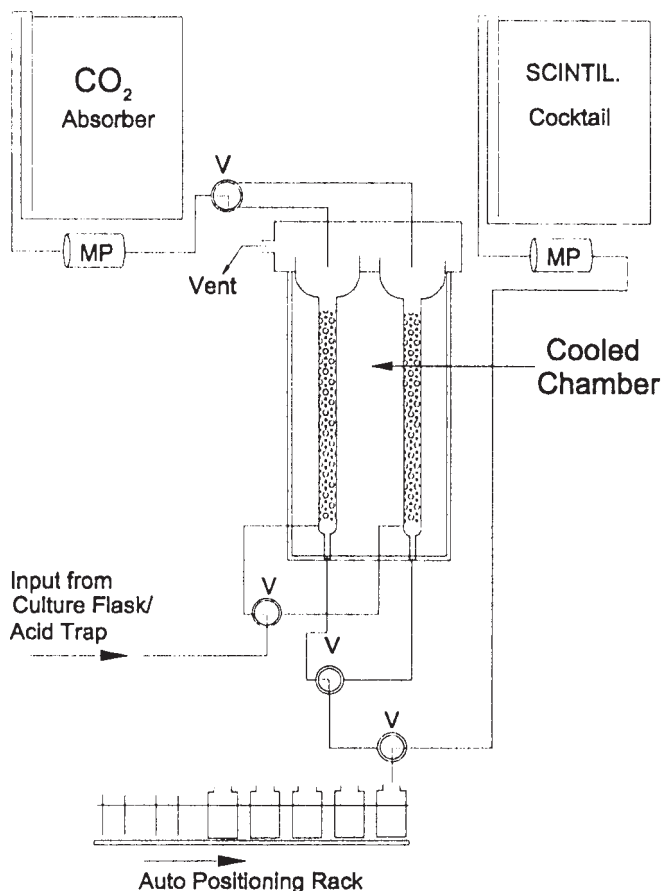 CO2
Absorber
SCINTIL.
Cocktail
V
MP
MP
Vent
Cooled
Chamber
Input from
Culture Flask/
Acid Trap
V
V
V
Auto Positioning Rack